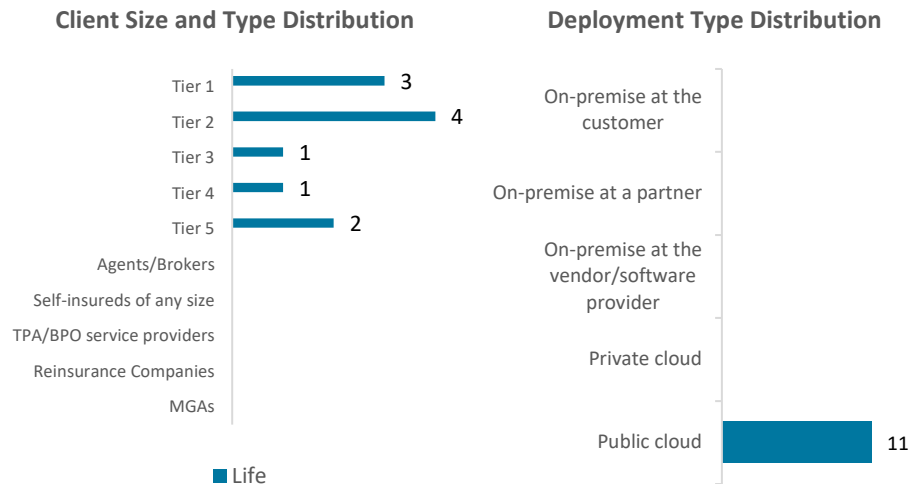 Client Size and Type Distribution
Tier 1
3
Tier 2
4
Tier 3
1
Tier 4
1
Tier 5
2
Agents/Brokers
Self-insureds of any size
TPA/BPO service providers
Reinsurance Companies
MGAs
Life
Deployment Type Distribution
On-premise at the
customer
On-premise at a partner
On-premise at the
vendor/software
provider
Private cloud
Public cloud
11